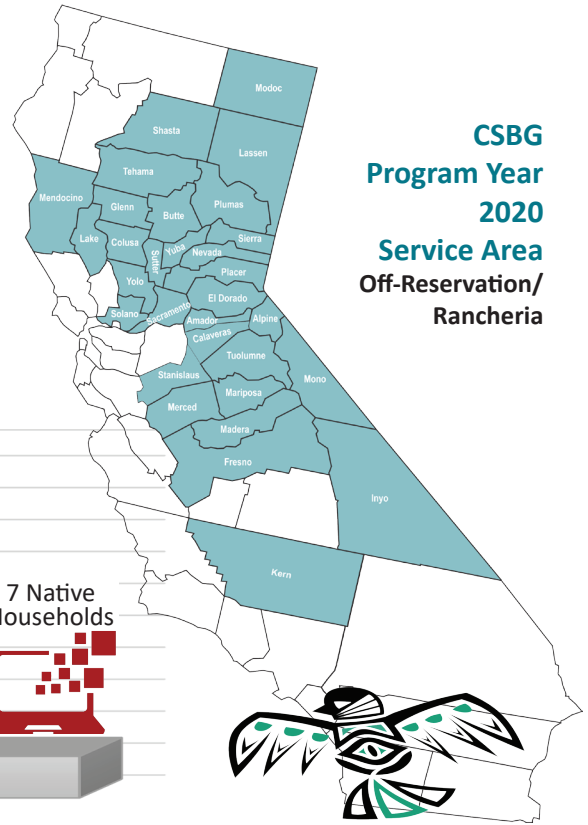 CSBG
Program Year
2020
Service Area
Off-Reservation/
Rancheria
Modoc
Shasta
Lassen
Tehama
Plumas
Mendocino
Glenn
Butte
Lake
Colusa
Sutter
Yuba
Nevada
Sierra
Placer
Yolo
El Dorado
Solano
Sacramento
Amador
Alpine
Calaveras
Tuolumne
Stanislaus
Mono
Merced
Mariposa
Madera
Fresno
Inyo
Kern
7 Native
Households